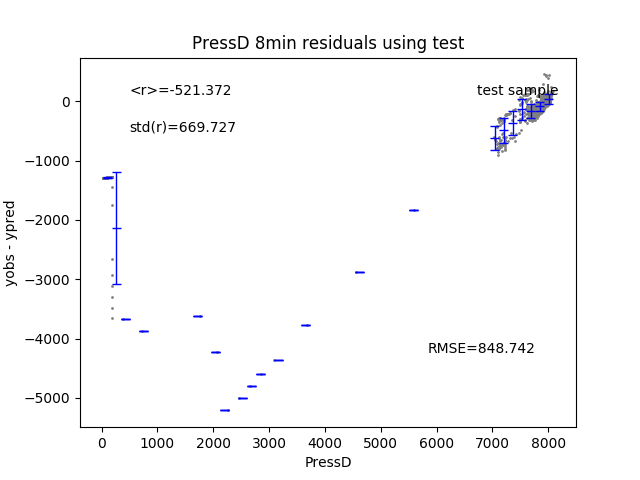 PressD 8min residuals using test
<r>=-521.372
test sample
std(r)=669.727
RMSE=848.742
yobs - ypred
0
−1000
−2000
−3000
−4000
−5000
0 1000 2000 3000 4000 5000 6000 7000 8000
PressD